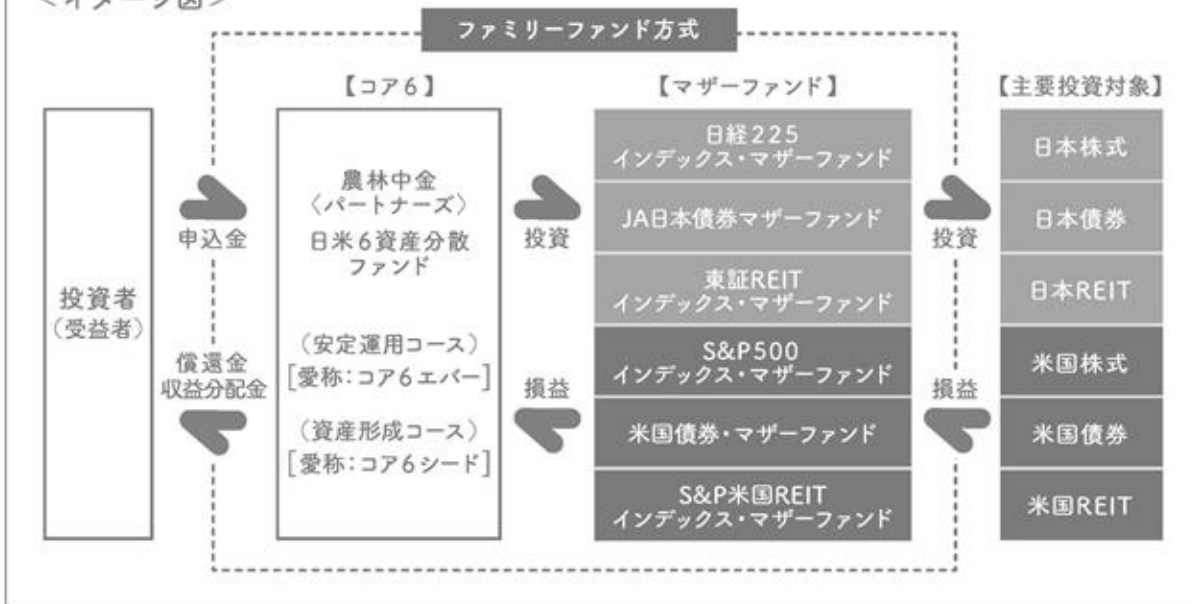 <イメージ図>
ファミリーファンド方式
【コア6】
【マザーファンド】
【主要投資対象】
投資者
（受益者）
申込金
償還金
収益分配金
農林中金
〈パートナーズ〉
日米6資産分散
ファンド
（安定運用コース）
［愛称：コア6エバー］
（資産形成コース）
［愛称：コア6シード］
投資
損益
日経225
インデックス・マザーファンド
JA日本債券マザーファンド
東証REIT
インデックス・マザーファンド
S&P500
インデックス・マザーファンド
米国債券・マザーファンド
S&P米国REIT
インデックス・マザーファンド
投資
損益
日本株式
日本債券
日本REIT
米国株式
米国債券
米国REIT